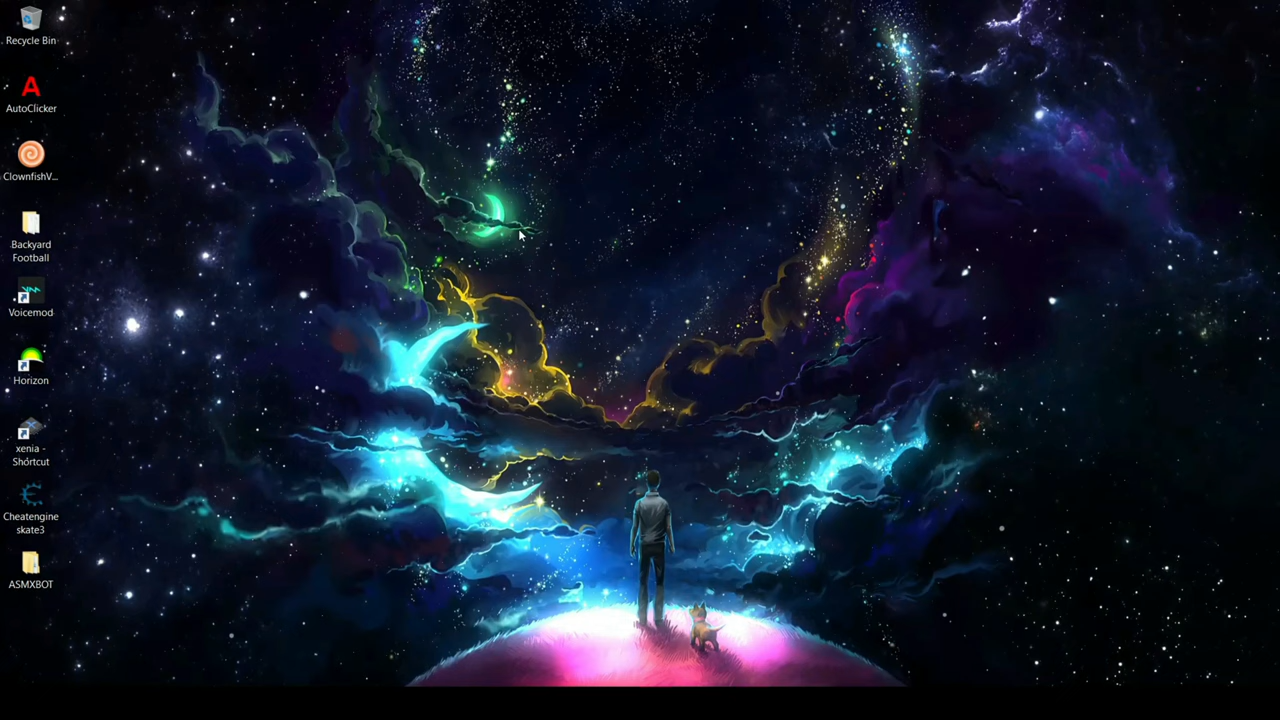 Recycle Bin
A
AutoClicker
ClownfishV...
Backyard
Football
Voicemod
Horizon
xenia -
Shortcut
Cheatengine
skate3
ASMXBOT